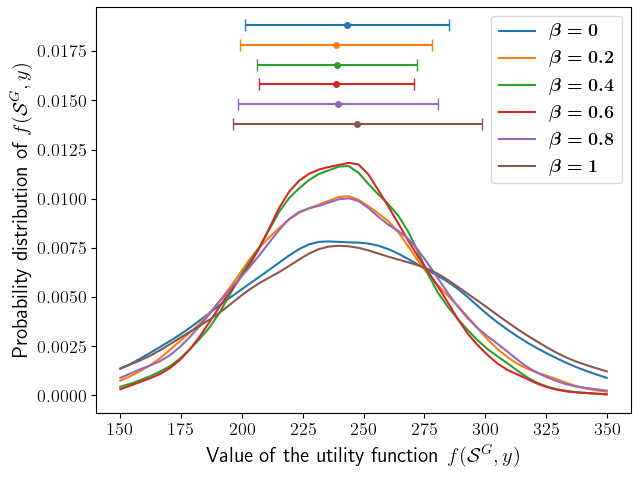 β = 0
β = 0.2
β = 0.4
β = 0.6
β = 0.8
β = 1
Probability distribution of f(𝒮^G, y)
0.0175
0.0150
0.0125
0.0100
0.0075
0.0050
0.0025
0.0000
150 175 200 225 250 275 300 325 350
Value of the utility function f(𝒮^G, y)